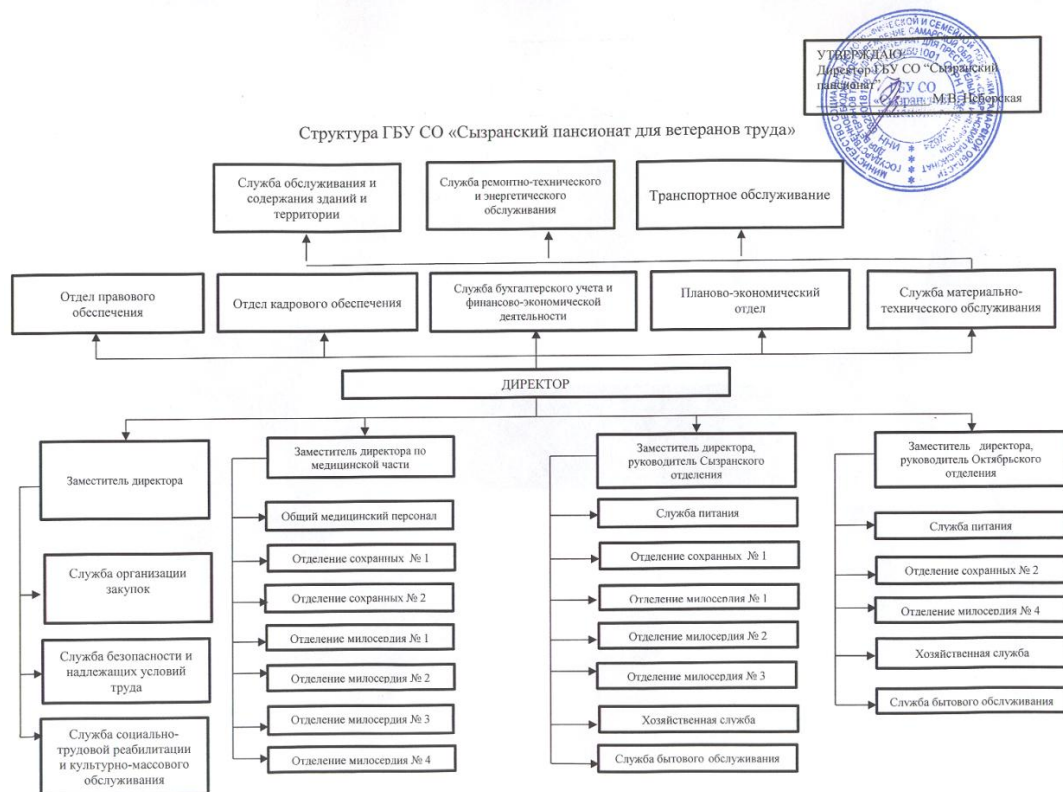 УТВЕРЖДАЮ:
Директор ГБУ СО "Сызранский
пансионат"
М.В. Неборская
ГБУ СО
Структура ГБУ СО «Сызранский пансионат для ветеранов труда»
Служба обслуживания и
содержания зданий и
территории
Служба ремонтно-технического
и энергетического
обслуживания
Транспортное обслуживание
Отдел правового
обеспечения
Отдел кадрового обеспечения
Служба бухгалтерского учета и
финансово-экономической
деятельности
Планово-экономический
отдел
Служба материально-
технического обслуживания
ДИРЕКТОР
Заместитель директора
Служба организации
закупок
Служба безопасности и
надлежащих условий
труда
Служба социально-
трудовой реабилитации
и культурно-массового
обслуживания
Заместитель директора по
медицинской части
Общий медицинский персонал
Отделение сохранных № 1
Отделение сохранных № 2
Отделение милосердия № 1
Отделение милосердия № 2
Отделение милосердия № 3
Отделение милосердия № 4
Заместитель директора,
руководитель Сызранского
отделения
Служба питания
Отделение сохранных № 1
Отделение милосердия № 1
Отделение милосердия № 2
Отделение милосердия № 3
Хозяйственная служба
Служба бытового обслуживания
Заместитель директора,
руководитель Октябрьского
отделения
Служба питания
Отделение сохранных № 2
Отделение милосердия № 4
Хозяйственная служба
Служба бытового обслуживания